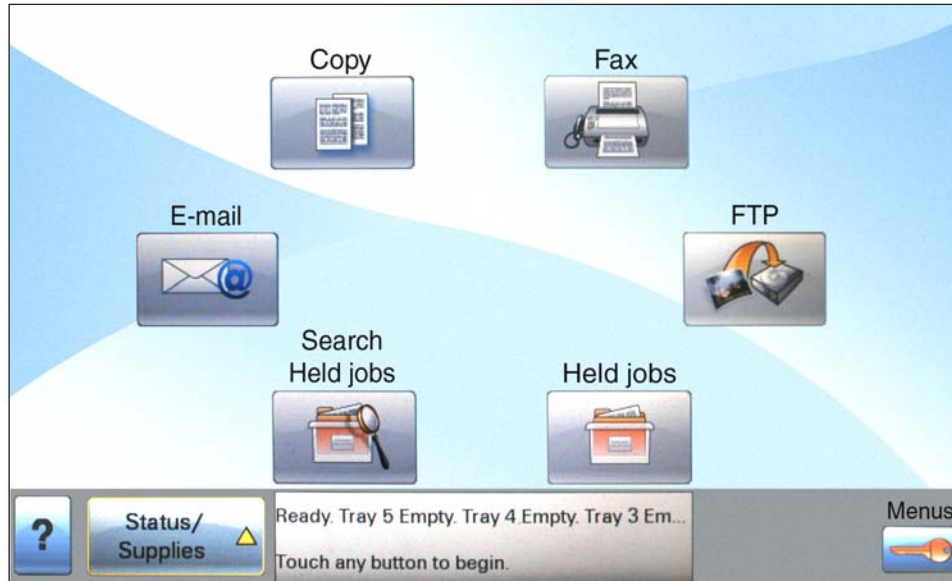 Copy
Fax
E-mail
FTP
Search
Held jobs
Held jobs
?
Status/
Supplies
Ready. Tray 5 Empty. Tray 4 Empty. Tray 3 Em...
Touch any button to begin.
Menus